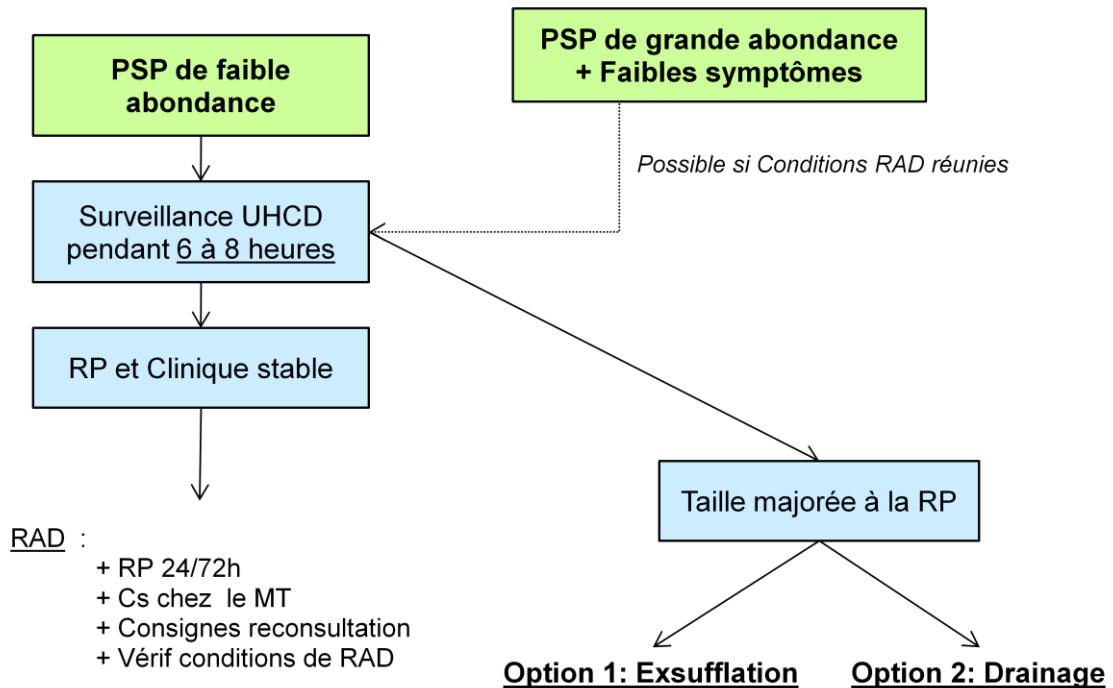 PSP de faible
abondance
PSP de grande abondance
+ Faibles symptômes
Possible si Conditions RAD réunies
Surveillance UHCD
pendant 6 à 8 heures
RP et Clinique stable
Taille majorée à la RP
RAD :
+ RP 24/72h
+ Cs chez le MT
+ Consignes reconsultation
+ Vérif conditions de RAD
Option 1: Exsufflation
Option 2: Drainage